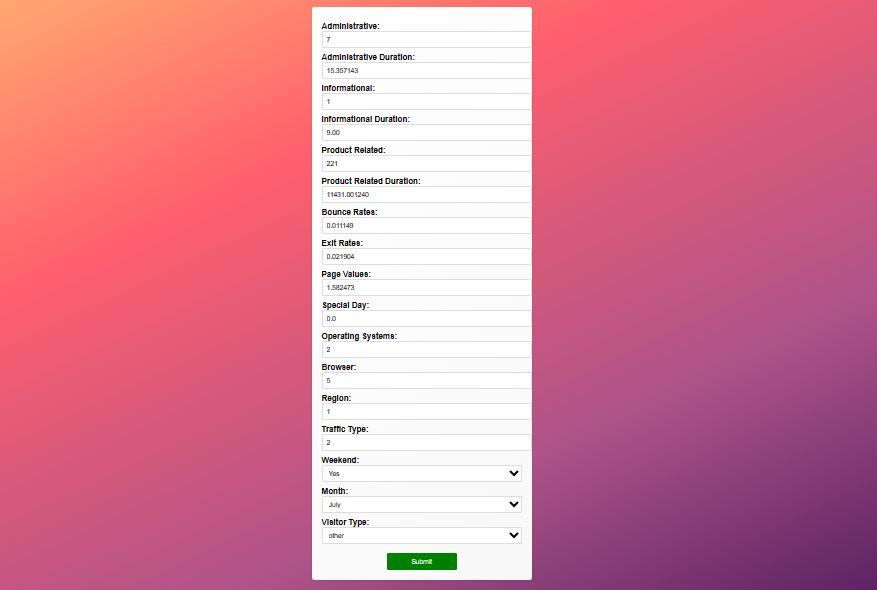 Administrative:
7
Administrative Duration:
15.357143
Informational:
1
Informational Duration:
9.00
Product Related:
221
Product Related Duration:
11431.001240
Bounce Rates:
0.011149
Exit Rates:
0.021904
Page Values:
1.582473
Special Day:
0.0
Operating Systems:
2
Browser:
5
Region:
1
Traffic Type:
2
Weekend:
Yes
Month:
July
Visitor Type:
other
Submit